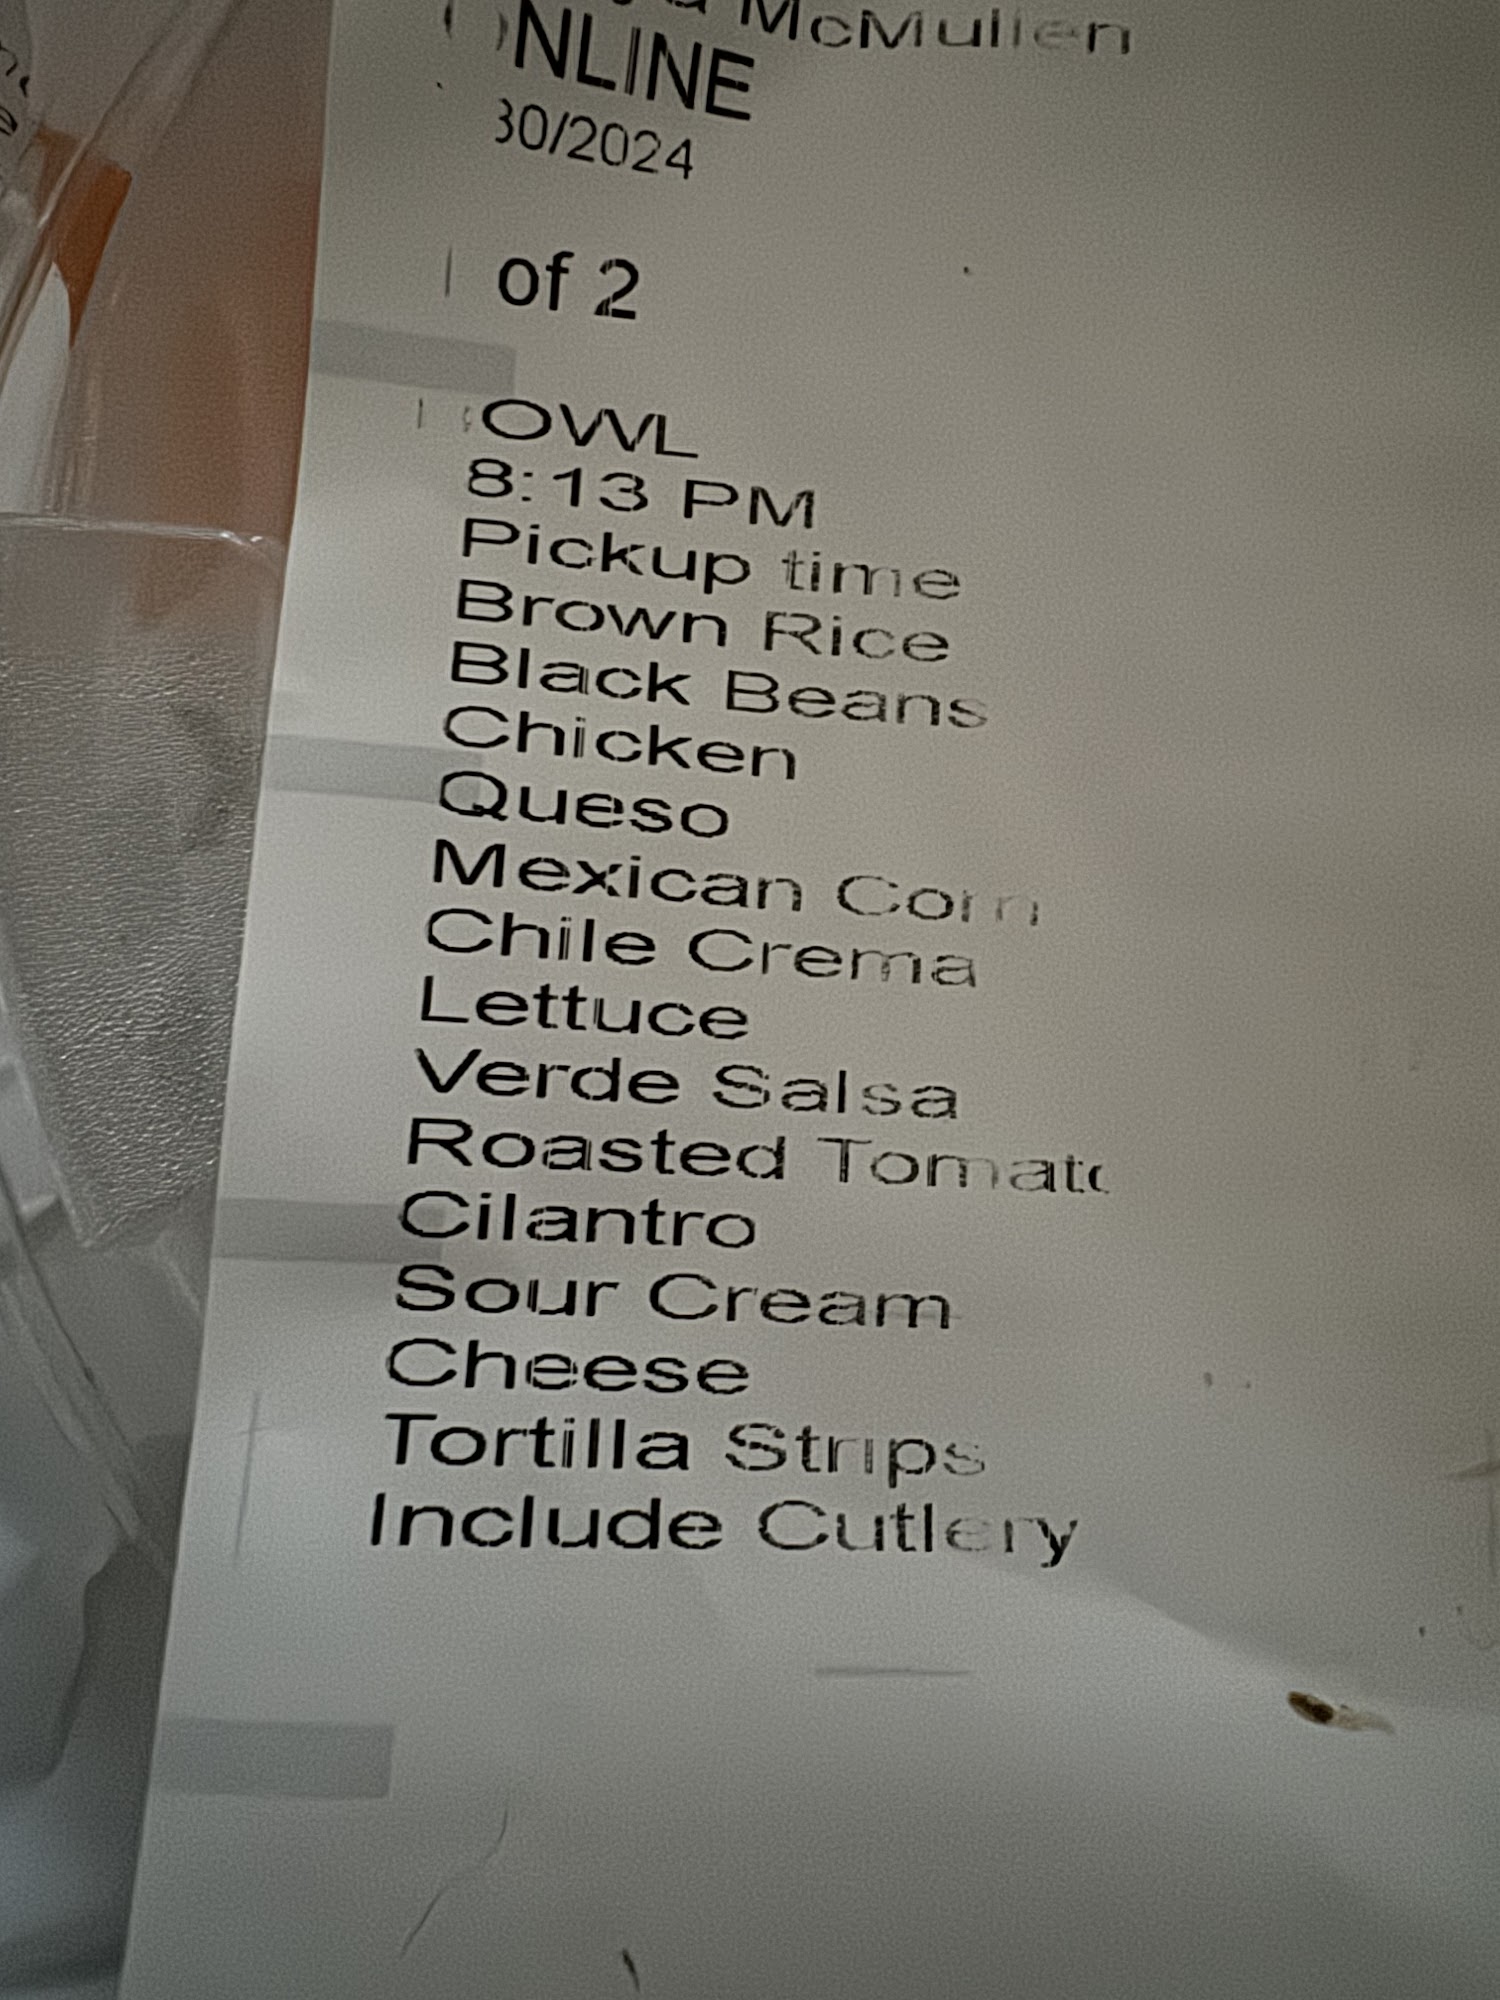 McMullen
NLINE
30/2024
of 2
OWL
8:13 PM
Pickup time
Brown Rice
Black Beans
Chicken
Queso
Mexican Corn
Chile Crema
Lettuce
Verde Salsa
Roasted Tomato
Cilantro
Sour Cream
Cheese
Tortilla Strips
Include Cutlery